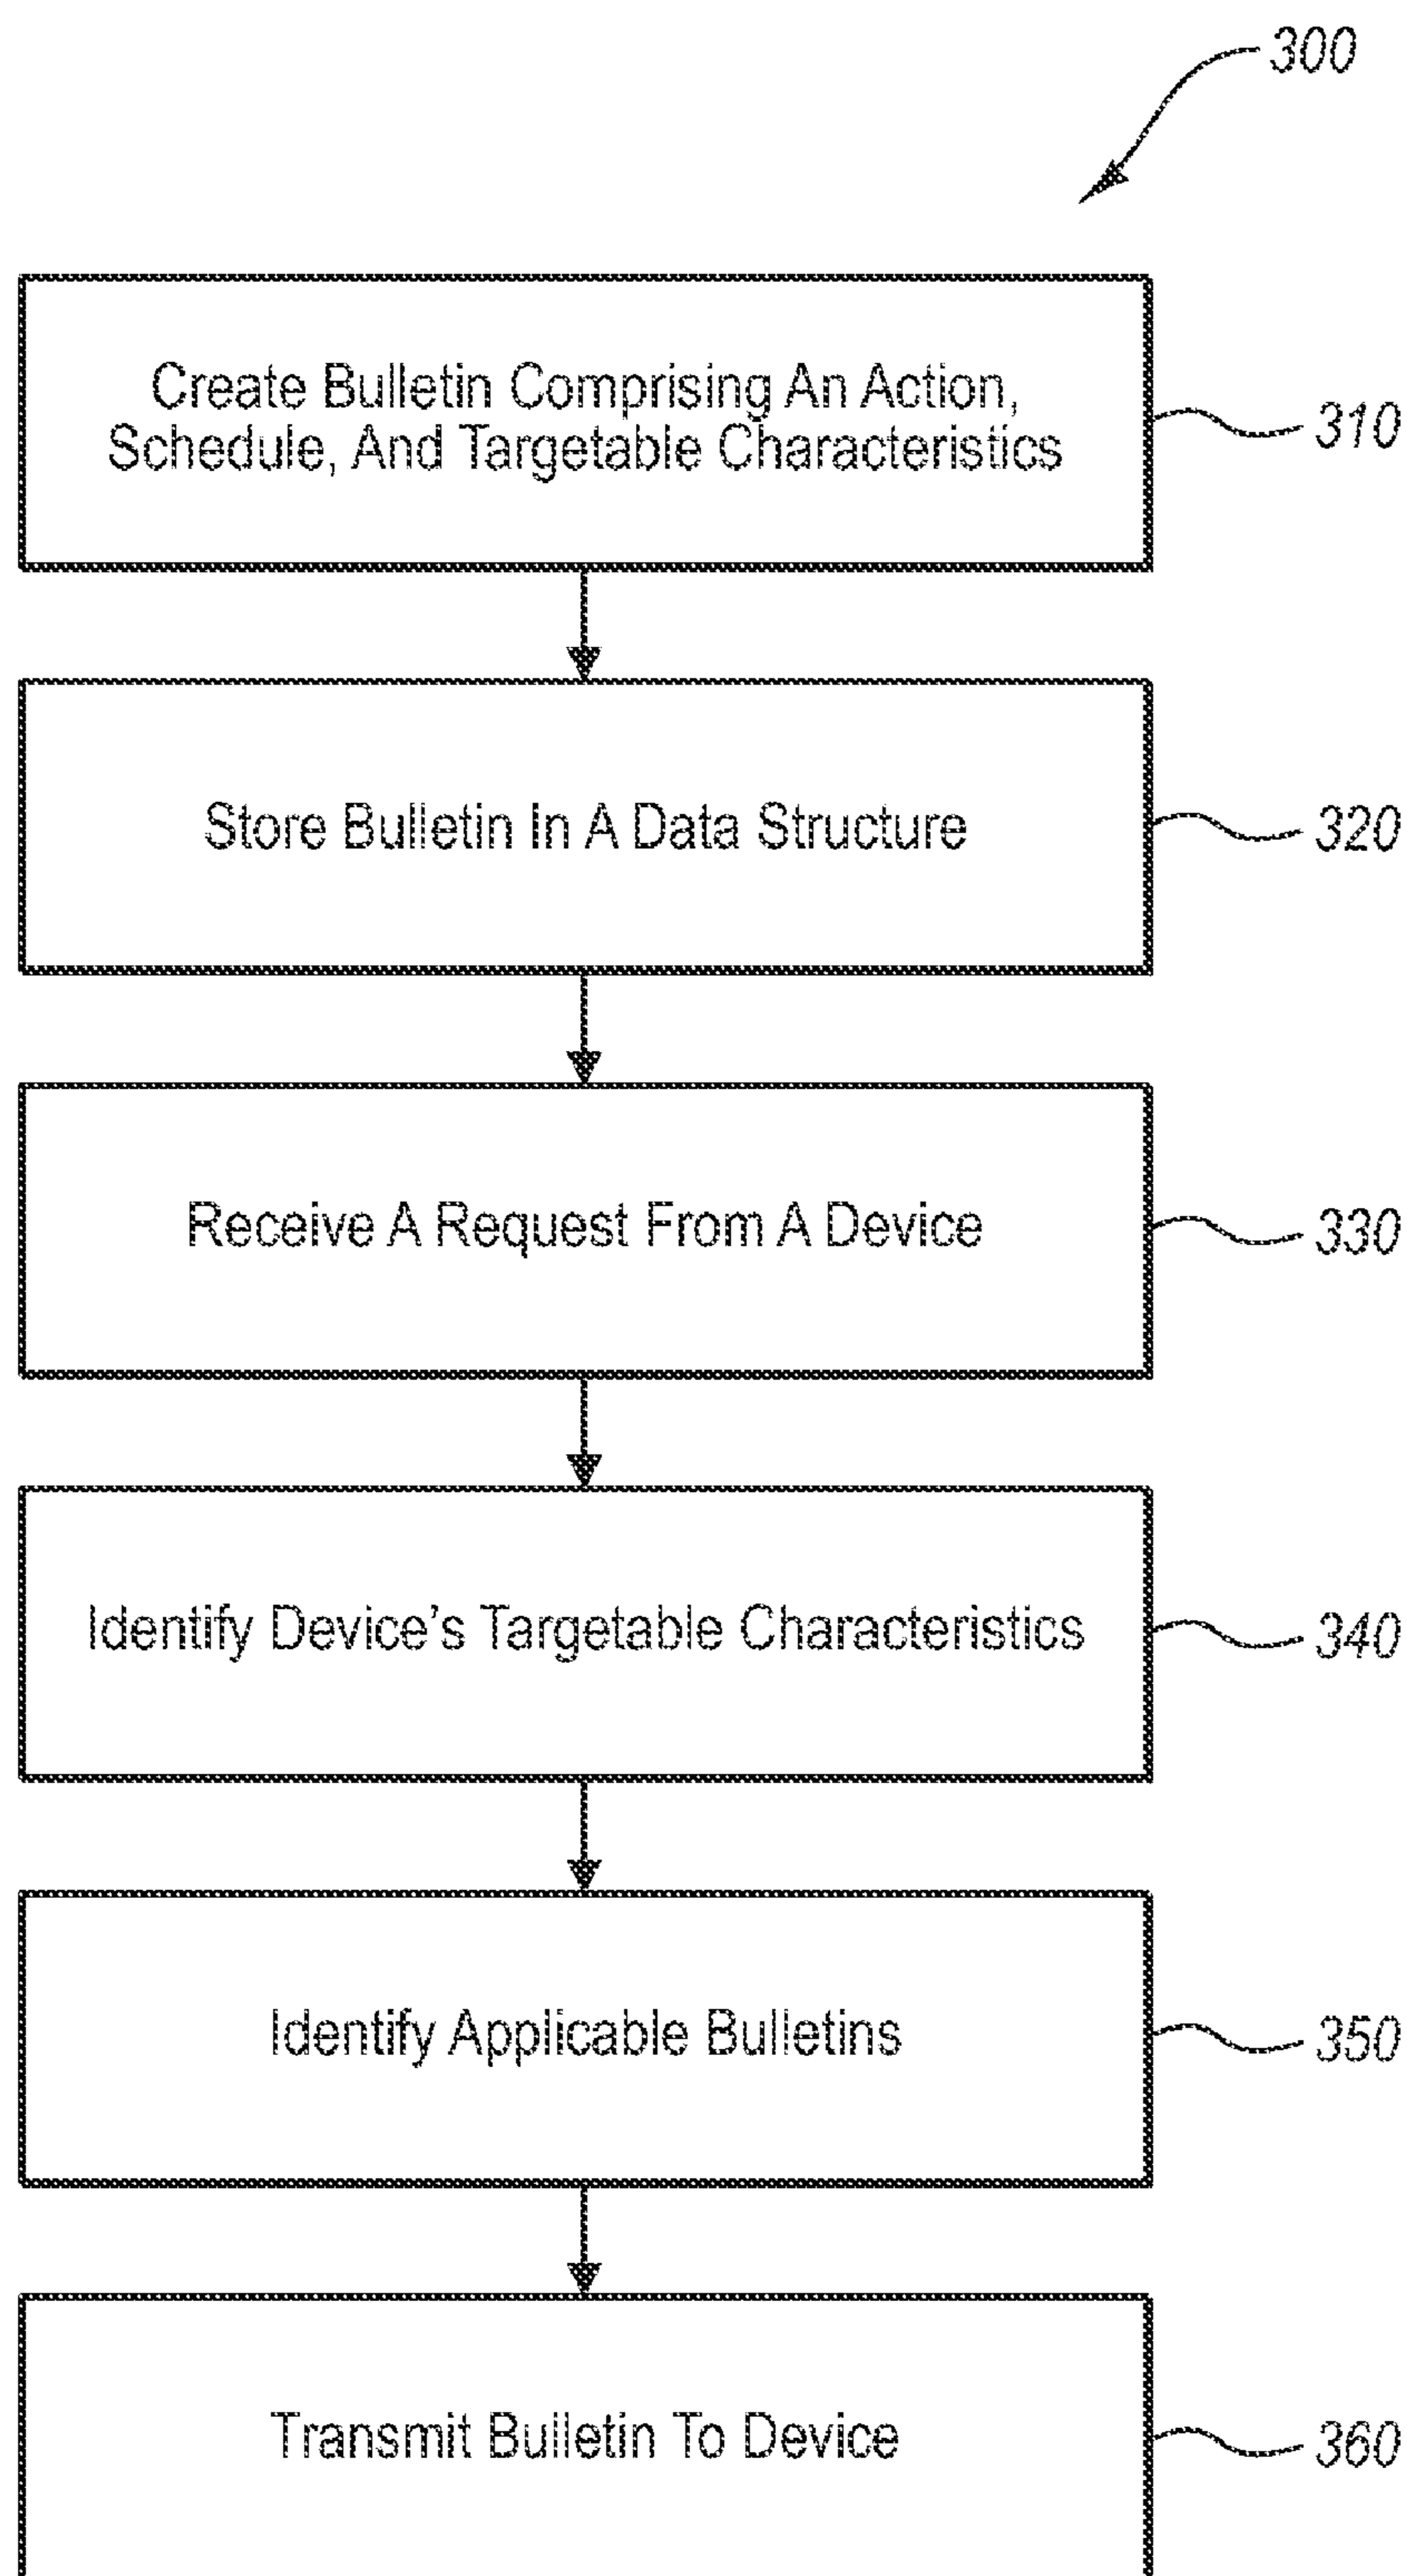 300
Create Bulletin Comprising An Action,
Schedule, And Targetable Characteristics
310
Store Bulletin In A Data Structure
320
Receive A Request From A Device
330
Identify Device's Targetable Characteristics
340
Identify Applicable Bulletins
350
Transmit Bulletin To Device
360